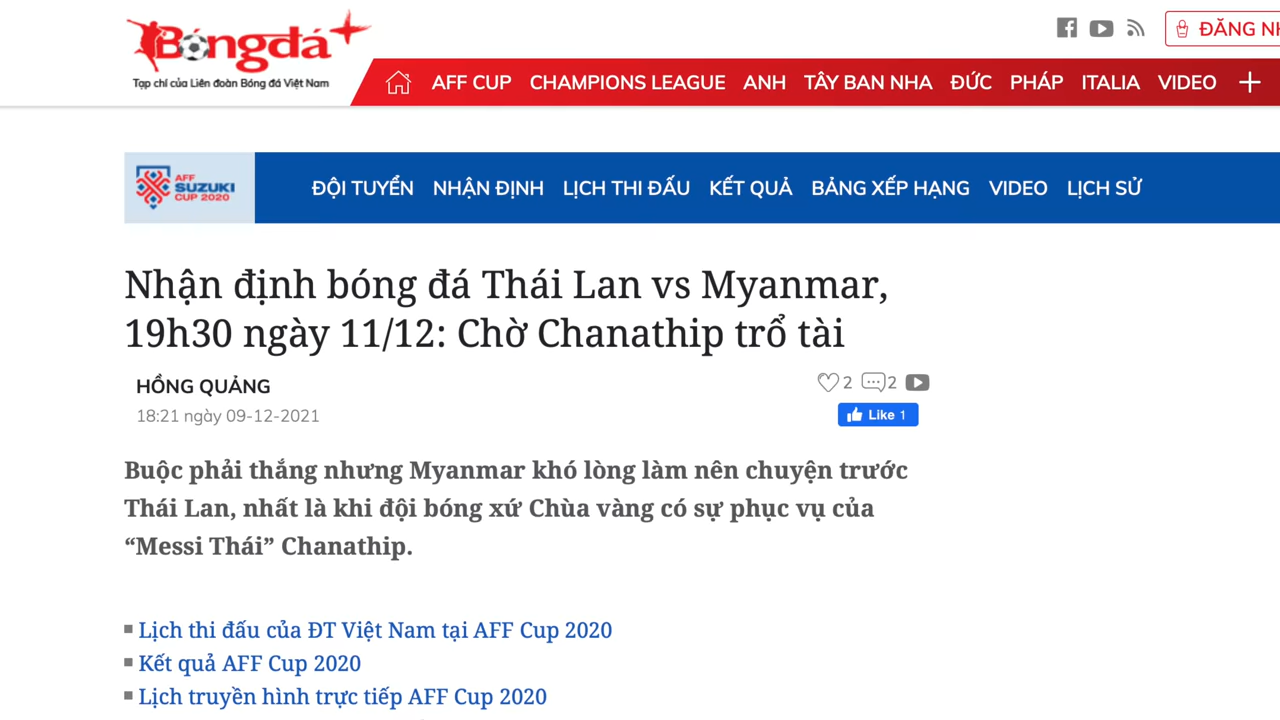 Bóngđá
Tạp chí của Liên đoàn Bóng đá Việt Nam
ĐĂNG NH
AFF CUP CHAMPIONS LEAGUE ANH TÂY BAN NHA ĐỨC PHÁP ITALIA VIDEO
AFF
SUZUKI
CUP 2020
ĐỘI TUYỂN NHẬN ĐỊNH LỊCH THI ĐẤU KẾT QUẢ BẢNG XẾP HẠNG VIDEO LỊCH SỬ
Nhận định bóng đá Thái Lan vs Myanmar,
19h30 ngày 11/12: Chờ Chanathip trổ tài
HỒNG QUẢNG
2 2
18:21 ngày 09-12-2021
Like 1
Buộc phải thắng nhưng Myanmar khó lòng làm nên chuyện trước
Thái Lan, nhất là khi đội bóng xứ Chùa vàng có sự phục vụ của
“Messi Thái” Chanathip.
Lịch thi đấu của ĐT Việt Nam tại AFF Cup 2020
Kết quả AFF Cup 2020
Lịch truyền hình trực tiếp AFF Cup 2020